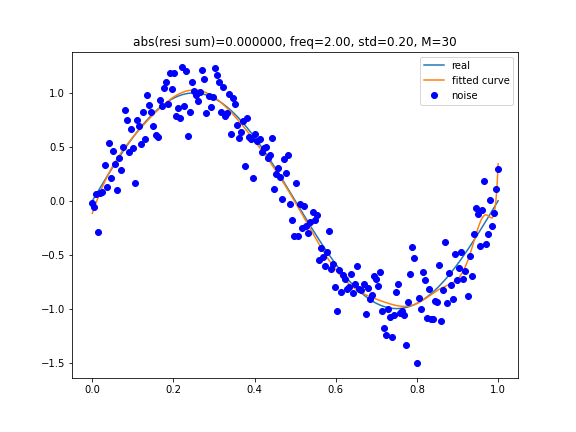 abs(resi sum)=0.000000, freq=2.00, std=0.20, M=30
real
fitted curve
noise
1.0
0.5
0.0
−0.5
−1.0
−1.5
0.0 0.2 0.4 0.6 0.8 1.0